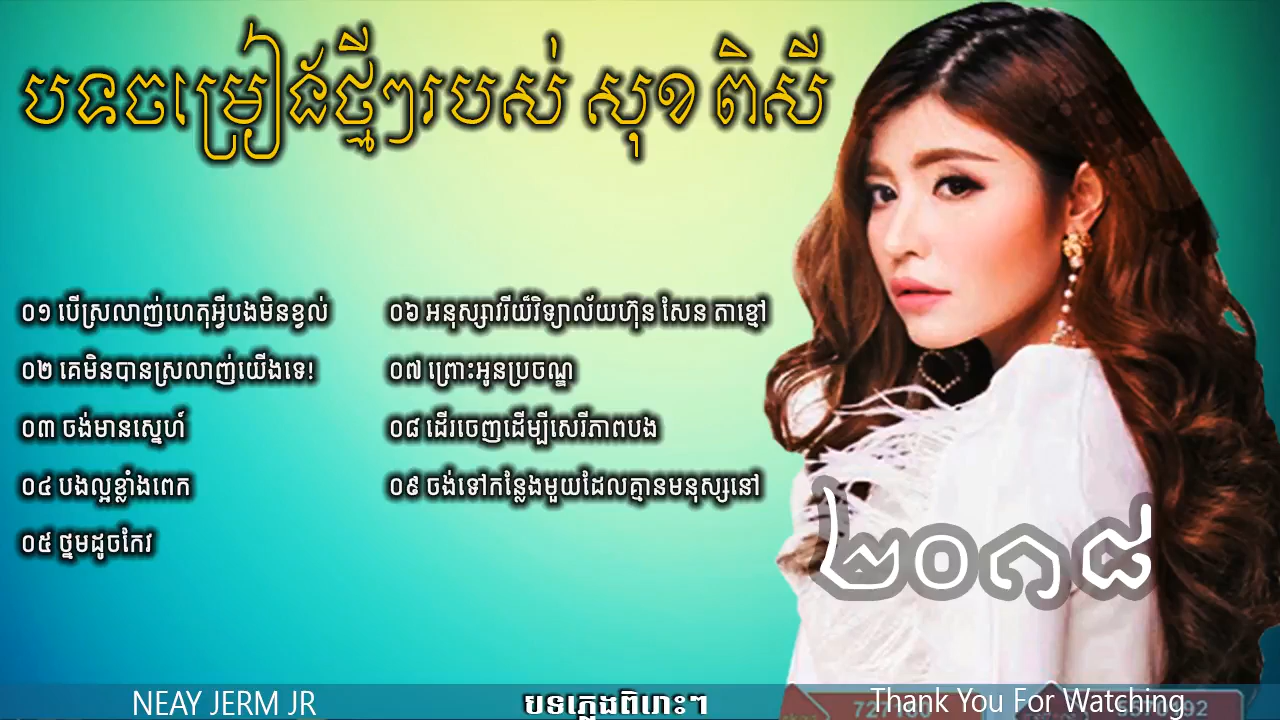 បទចម្រៀងថ្មីៗរបស់ សុខ ពិសី
០១ បើស្រលាញ់ហេតុអ្វីបងមិនខ្វល់
០២ គេមិនបានស្រលាញ់យើងទេ!
០៣ ចង់មានស្នេហ៍
០៤ បងល្អខ្លាំងពេក
០៥ ថ្នមដូចកែវ
០៦ អនុស្សាវរីយ៍វិទ្យាល័យហ៊ុន សែន តាខ្មៅ
០៧ ព្រោះអូនប្រចណ្ឌ
០៨ ដើរចេញដើម្បីសេរីភាពបង
០៩ ចង់ទៅកន្លែងមួយដែលគ្មានមនុស្សនៅ
២០១៨
NEAY JERM JR
បទភ្លេងពិរោះៗ
Thank You For Watching